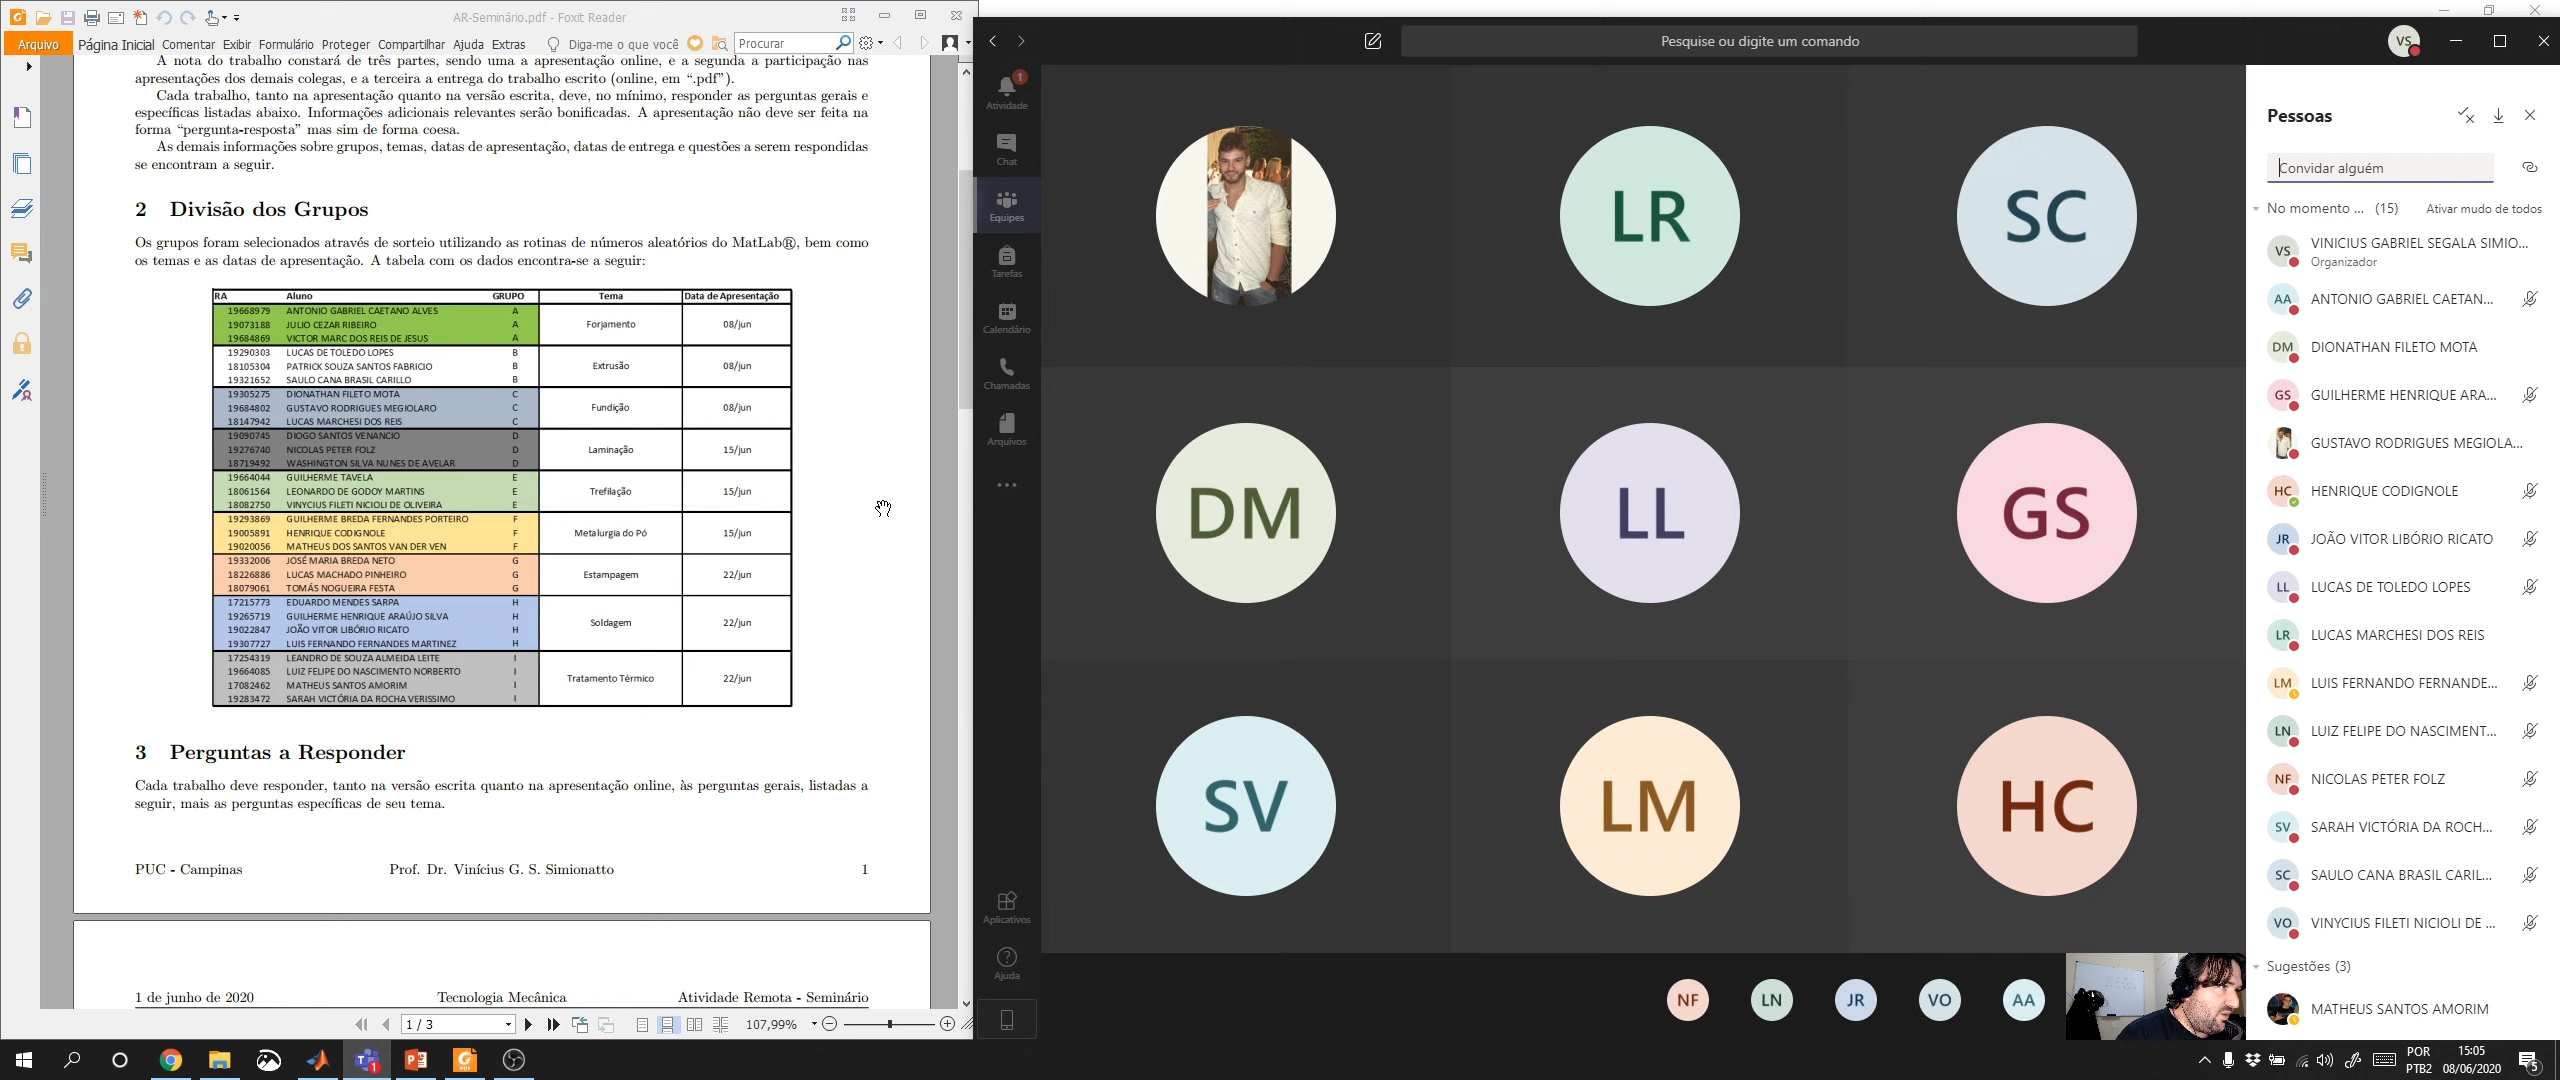 AR-Seminário.pdf - Foxit Reader
Arquivo Página Inicial Comentar Exibir Formulário Proteger Compartilhar Ajuda Extras Diga-me o que você Procurar
A nota do trabalho constará de três partes, sendo uma a apresentação online, e a segunda a participação nas
apresentações dos demais colegas, e a terceira a entrega do trabalho escrito (online, em “.pdf”).
Cada trabalho, tanto na apresentação quanto na versão escrita, deve, no mínimo, responder as perguntas gerais e
específicas listadas abaixo. Informações adicionais relevantes serão bonificadas. A apresentação não deve ser feita na
forma “pergunta-resposta” mas sim de forma coesa.
As demais informações sobre grupos, temas, datas de apresentação, datas de entrega e questões a serem respondidas
se encontram a seguir.
2 Divisão dos Grupos
Os grupos foram selecionados através de sorteio utilizando as rotinas de números aleatórios do MatLab®, bem como
os temas e as datas de apresentação. A tabela com os dados encontra-se a seguir:
RA Aluno GRUPO Tema Data de Apresentação
19668979 ANTONIO GABRIEL CAETANO ALVES A
19073188 JULIO CEZAR RIBEIRO A Forjamento 08/jun
19684869 VICTOR MARC DOS REIS DE JESUS A
19290303 LUCAS DE TOLEDO LOPES B
18105304 PATRICK SOUZA SANTOS FABRICIO B Extrusão 08/jun
19321652 SAULO CANA BRASIL CARILLO B
19305275 DIONATHAN FILETO MOTA C
19684802 GUSTAVO RODRIGUES MEGIOLARO C Fundição 08/jun
18147942 LUCAS MARCHESI DOS REIS C
19090745 DIOGO SANTOS VENANCIO D
19276740 NICOLAS PETER FOLZ D Laminação 15/jun
18719492 WASHINGTON SILVA NUNES DE AVELAR D
19664044 GUILHERME TAVELA E
18061564 LEONARDO DE GODOY MARTINS E Trefilação 15/jun
18082750 VINYCIUS FILETI NICIOLI DE OLIVEIRA E
19293869 GUILHERME BREDA FERNANDES PORTEIRO F
19005891 HENRIQUE CODIGNOLE F Metalurgia do Pó 15/jun
19020056 MATHEUS DOS SANTOS VAN DER VEN F
19332006 JOSÉ MARIA BREDA NETO G
18226886 LUCAS MACHADO PINHEIRO G Estampagem 22/jun
18079061 TOMÁS NOGUEIRA FESTA G
17215773 EDUARDO MENDES SARPA H
19265719 GUILHERME HENRIQUE ARAÚJO SILVA H Soldagem 22/jun
19022847 JOÃO VITOR LIBÓRIO RICATO H
19307727 LUIS FERNANDO FERNANDES MARTINEZ H
17254319 LEANDRO DE SOUZA ALMEIDA LEITE I
19664085 LUIZ FELIPE DO NASCIMENTO NORBERTO I Tratamento Térmico 22/jun
17082462 MATHEUS SANTOS AMORIM I
19283472 SARAH VICTÓRIA DA ROCHA VERISSIMO I
3 Perguntas a Responder
Cada trabalho deve responder, tanto na versão escrita quanto na apresentação online, às perguntas gerais, listadas a
seguir, mais as perguntas específicas de seu tema.
PUC - Campinas Prof. Dr. Vinícius G. S. Simionatto 1
1 de junho de 2020 Tecnologia Mecânica Atividade Remota - Seminário
1 / 3 107,99%
Pesquise ou digite um comando VS
1
Atividade
Chat
Equipes
Tarefas
Calendário
Chamadas
Arquivos
Aplicativos
Ajuda
LR SC
DM LL GS
SV LM HC
NF LN JR VO AA
Pessoas
Convidar alguém
No momento ... (15) Ativar mudo de todos
VS VINICIUS GABRIEL SEGALA SIMIO...
Organizador
AA ANTONIO GABRIEL CAETAN...
DM DIONATHAN FILETO MOTA
GS GUILHERME HENRIQUE ARA...
GUSTAVO RODRIGUES MEGIOLA...
HC HENRIQUE CODIGNOLE
JR JOÃO VITOR LIBÓRIO RICATO
LL LUCAS DE TOLEDO LOPES
LR LUCAS MARCHESI DOS REIS
LM LUIS FERNANDO FERNANDE...
LN LUIZ FELIPE DO NASCIMENT...
NF NICOLAS PETER FOLZ
SV SARAH VICTÓRIA DA ROCH...
SC SAULO CANA BRASIL CARIL...
VO VINYCIUS FILETI NICIOLI DE ...
Sugestões (3)
MATHEUS SANTOS AMORIM
POR 15:05
PTB2 08/06/2020 5